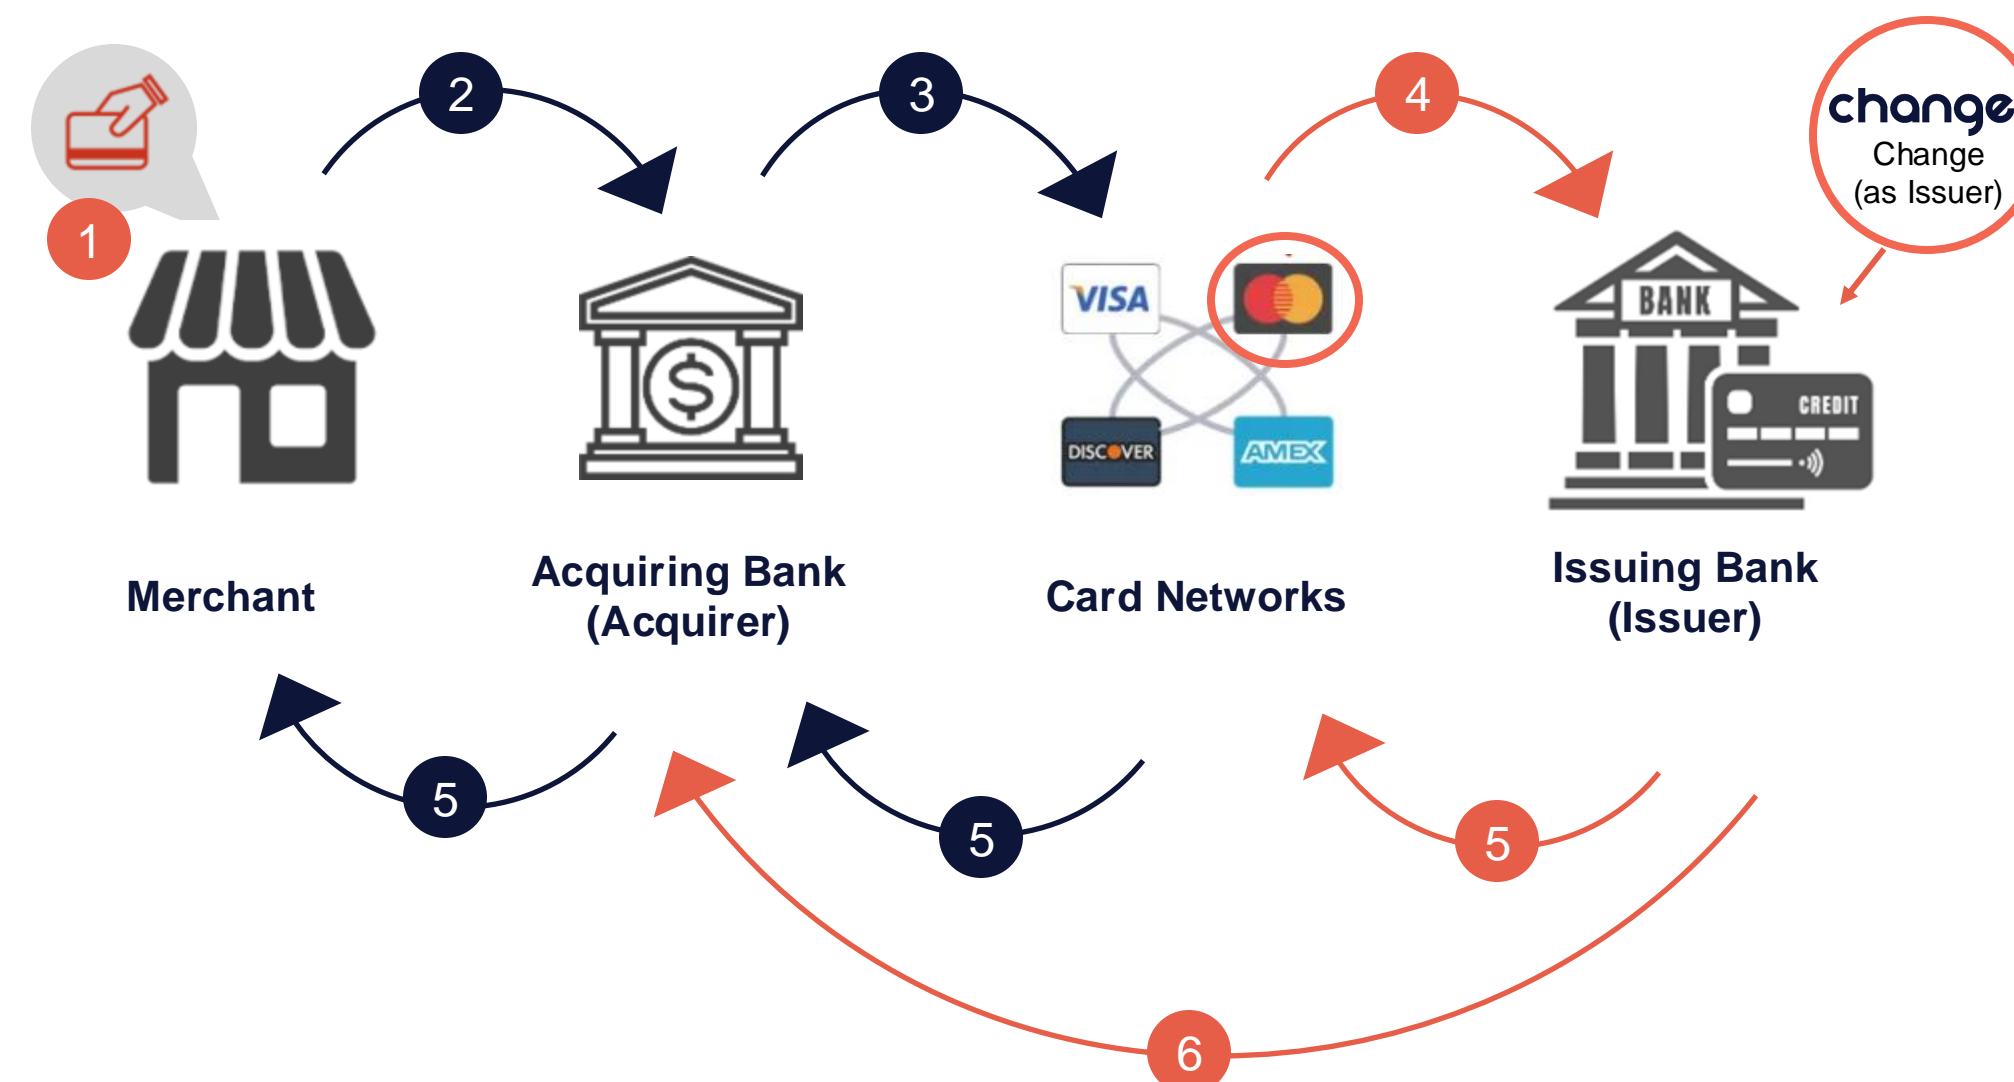 2
3
4
change
Change
(as Issuer)
1
VISA
BANK
CREDIT
DISCOVER
AMEX
Merchant
Acquiring Bank
(Acquirer)
Card Networks
Issuing Bank
(Issuer)
5
5
5
6